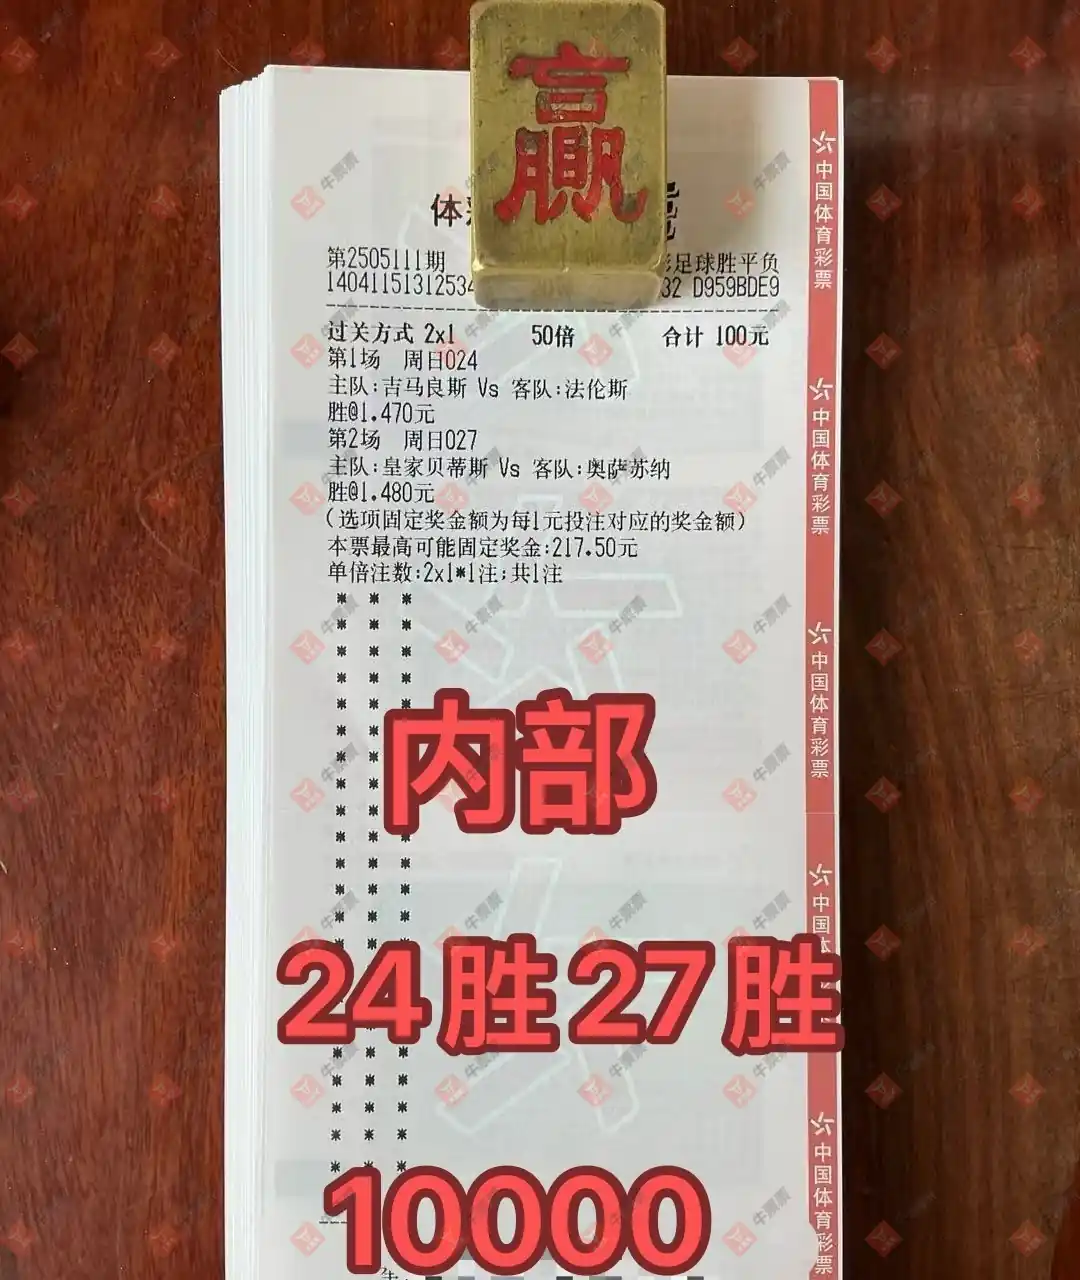 赢
体彩
第2505111期
足球胜平负
14041151312534
32 D959BDE9
过关方式 2x1 50倍 合计 100元
第1场 周日024
主队:吉马良斯 Vs 客队:法伦斯
胜@1.470元
第2场 周日027
主队:皇家贝蒂斯 Vs 客队:奥萨苏纳
胜@1.480元
(选项固定奖金额为每1元投注对应的奖金额)
本票最高可能固定奖金:217.50元
单倍注数:2x1*1注;共1注
内部
24胜27胜
10000
中国体育彩票
中国体育彩票
中国体育彩票
中国体
中国体育彩票
牛票票